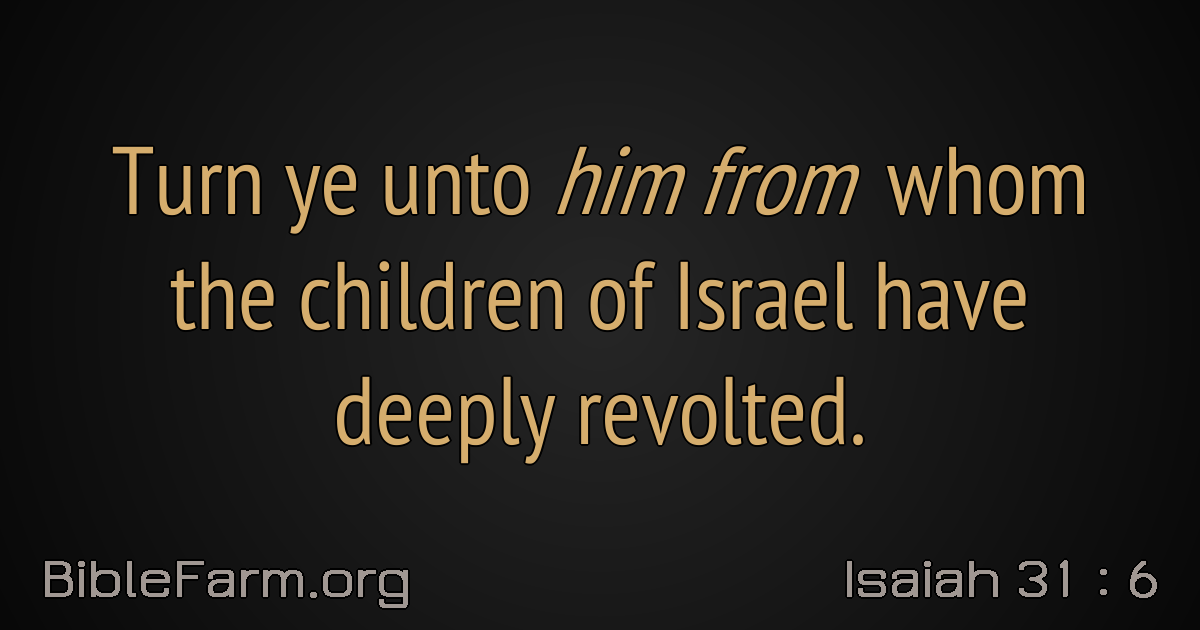 Turn ye unto him from whom
the children of Israel have
deeply revolted.
BibleFarm.org
Isaiah 31 : 6